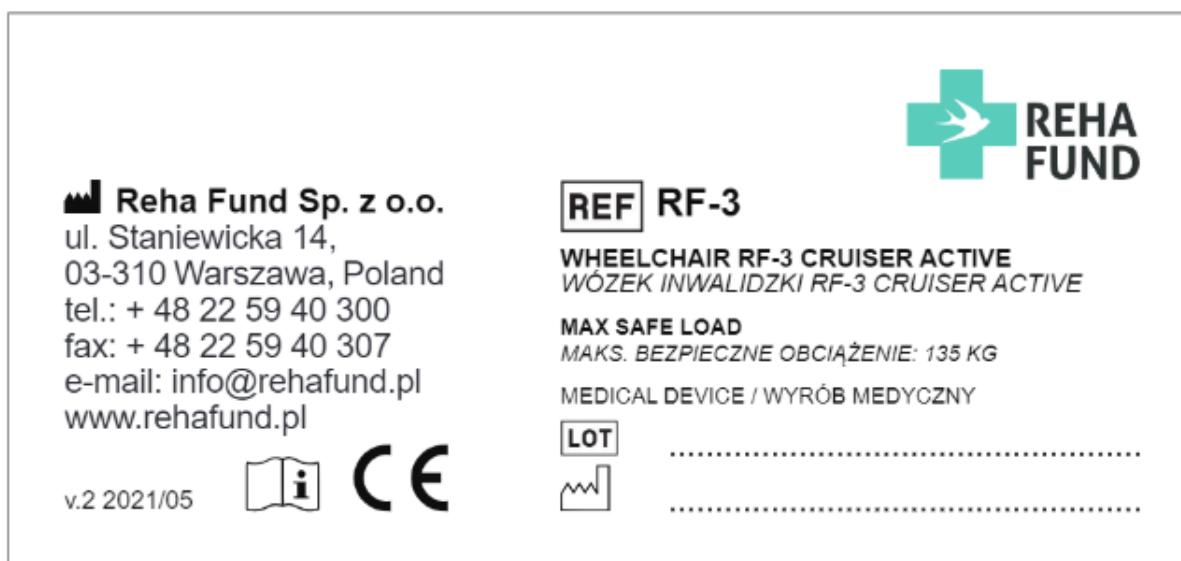 REHA
FUND
Reha Fund Sp. z o.o.
ul. Staniewicka 14,
03-310 Warszawa, Poland
tel.: + 48 22 59 40 300
fax: + 48 22 59 40 307
e-mail: info@rehafund.pl
www.rehafund.pl
v.2 2021/05
i
CE
REF RF-3
WHEELCHAIR RF-3 CRUISER ACTIVE
WÓZEK INWALIDZKI RF-3 CRUISER ACTIVE
MAX SAFE LOAD
MAKS. BEZPIECZNE OBCIĄŻENIE: 135 KG
MEDICAL DEVICE / WYRÓB MEDYCZNY
LOT ........................................................
........................................................